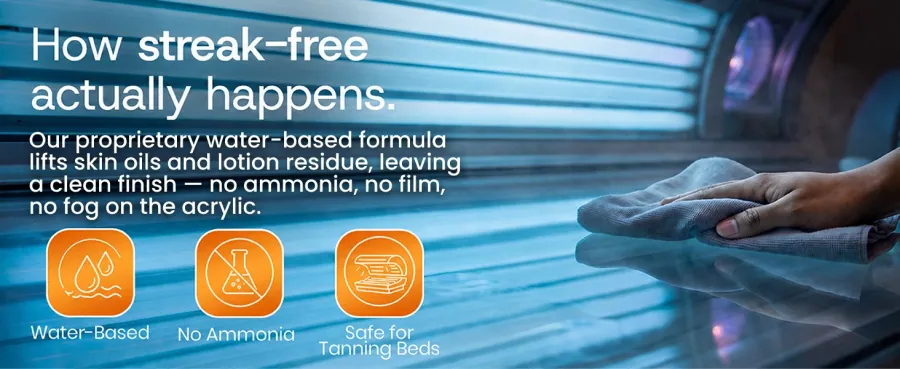 How streak-free
actually happens.
Our proprietary water-based formula
lifts skin oils and lotion residue, leaving
a clean finish — no ammonia, no film,
no fog on the acrylic.
Water-Based
No Ammonia
Safe for
Tanning Beds